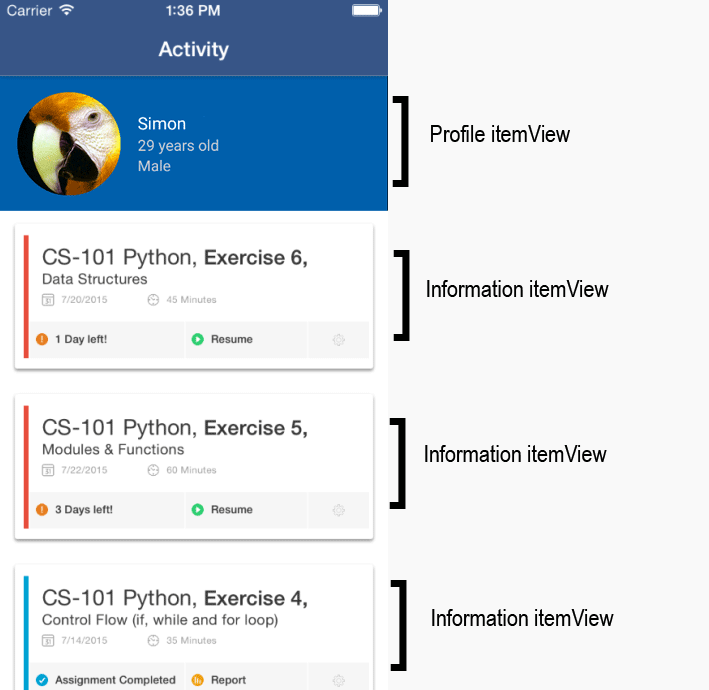 Carrier 1:36 PM
Activity
Simon
29 years old
Male
Profile itemView
CS-101 Python, Exercise 6,
Data Structures
7/20/2015 45 Minutes
1 Day left! Resume
Information itemView
CS-101 Python, Exercise 5,
Modules & Functions
7/22/2015 60 Minutes
3 Days left! Resume
Information itemView
CS-101 Python, Exercise 4,
Control Flow (if, while and for loop)
7/14/2015 35 Minutes
Assignment Completed Report
Information itemView